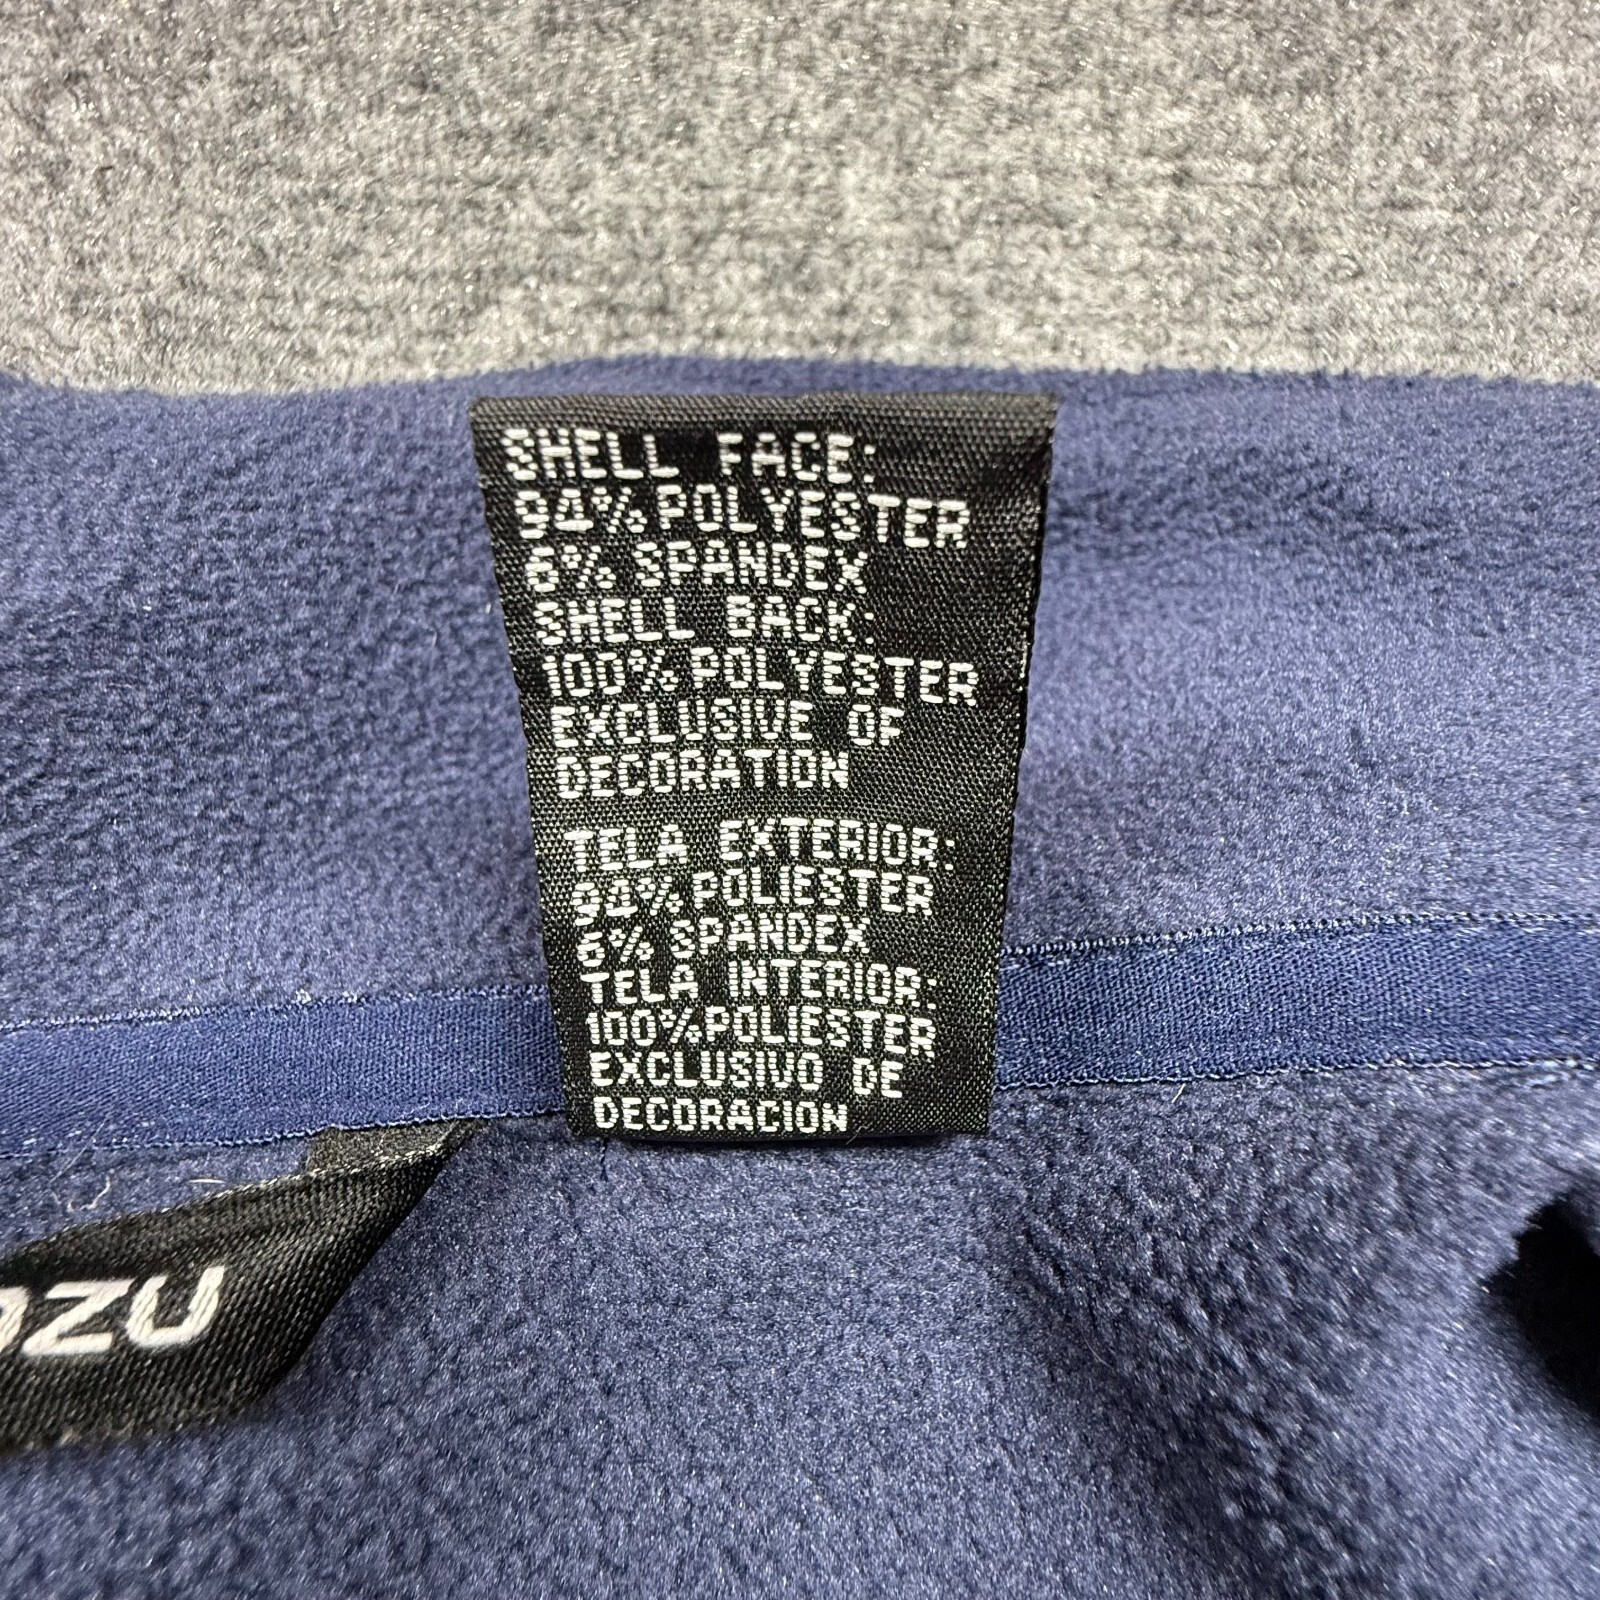 SHELL FACE:
94% POLYESTER
6% SPANDEX
SHELL BACK:
100% POLYESTER
EXCLUSIVE OF
DECORATION
TELA EXTERIOR:
94% POLIESTER
6% SPANDEX
TELA INTERIOR:
100% POLIESTER
EXCLUSIVO DE
DECORACION